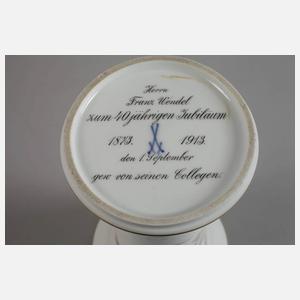 Herrn
Franz Wendel
zum 40jährigen Jubiläum
1873. 1913.
den 1. September
gew. von seinen Collegen.